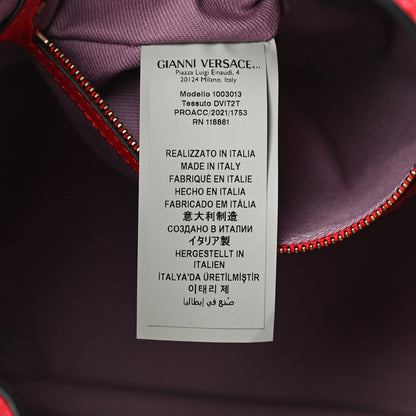 GIANNI VERSACE s.r.l.
Piazza Luigi Einaudi, 4
20124 Milano, Italy
Modello 1003013
Tessuto DVIT2T
PROACC/2021/1753
RN 118861
REALIZZATO IN ITALIA
MADE IN ITALY
FABRIQUÉ EN ITALIE
HECHO EN ITALIA
FABRICADO EM ITÁLIA
意大利制造
СОЗДАНО В ИТАЛИИ
イタリア製
HERGESTELLT IN
ITALIEN
ITALYA'DA ÜRETİLMİŞTİR
이태리 제
صنع في إيطاليا